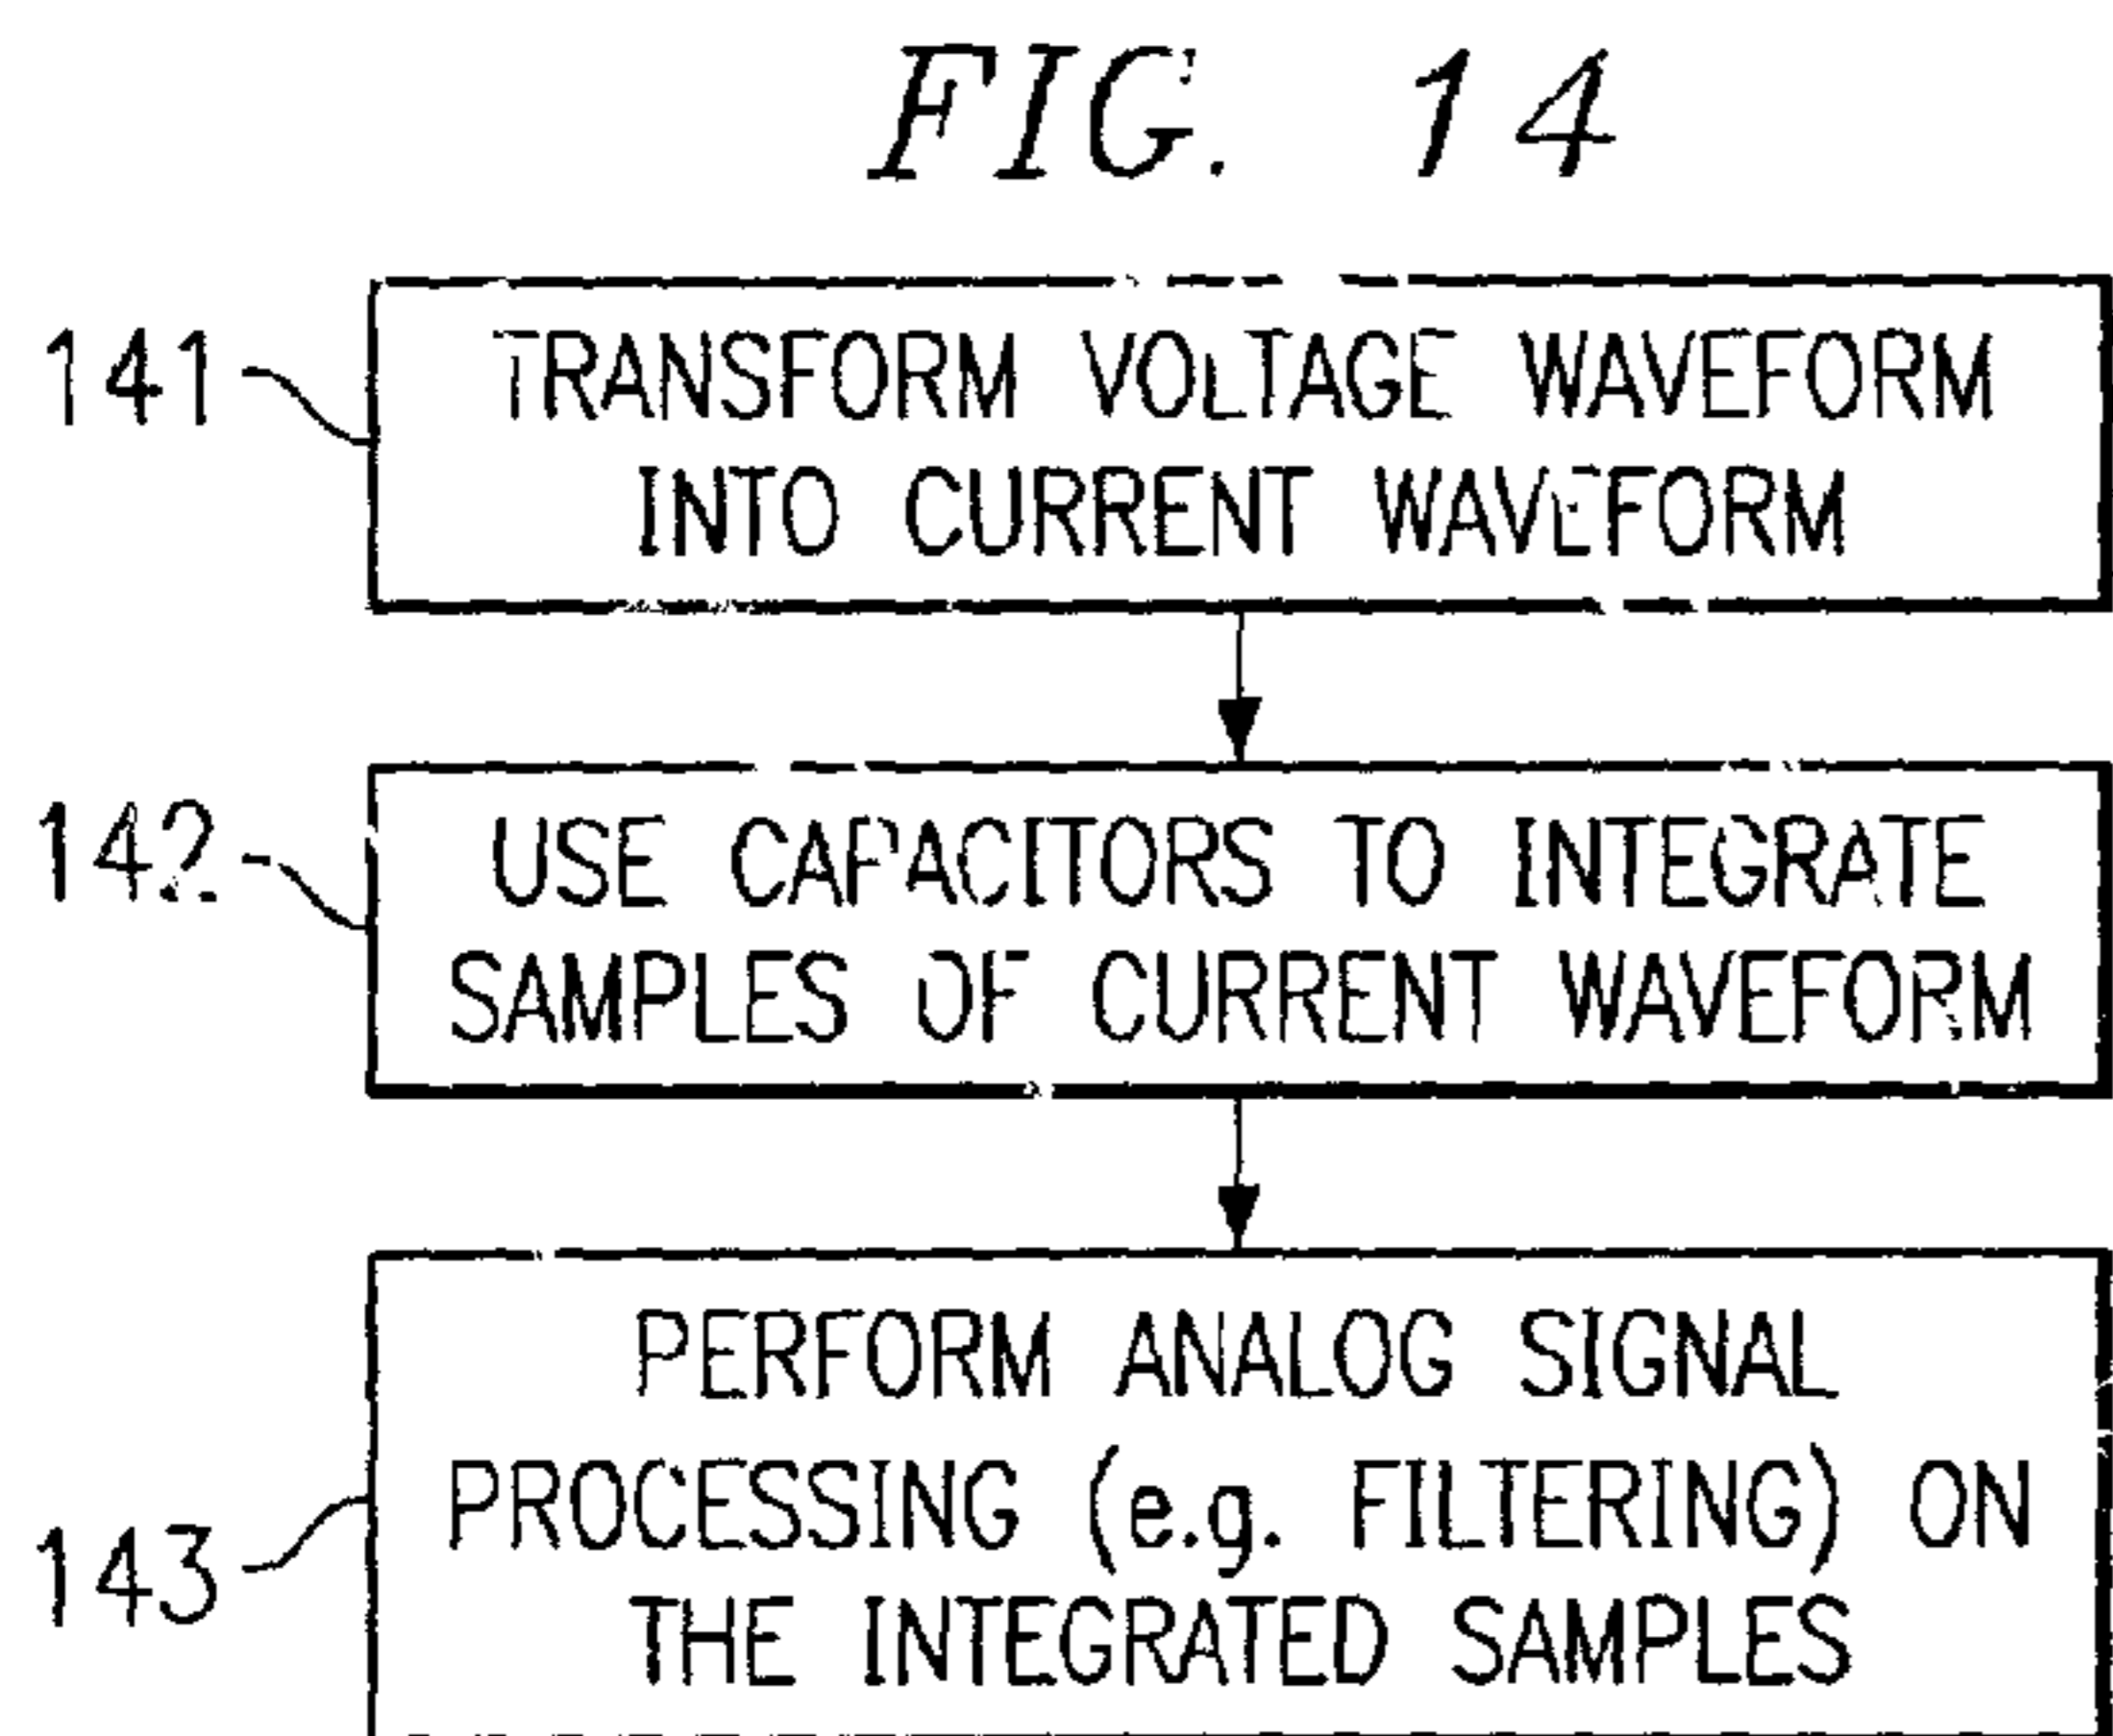 FIG. 14
141
TRANSFORM VOLTAGE WAVEFORM
INTO CURRENT WAVEFORM
142
USE CAPACITORS TO INTEGRATE
SAMPLES OF CURRENT WAVEFORM
143
PERFORM ANALOG SIGNAL
PROCESSING (e.g. FILTERING) ON
THE INTEGRATED SAMPLES